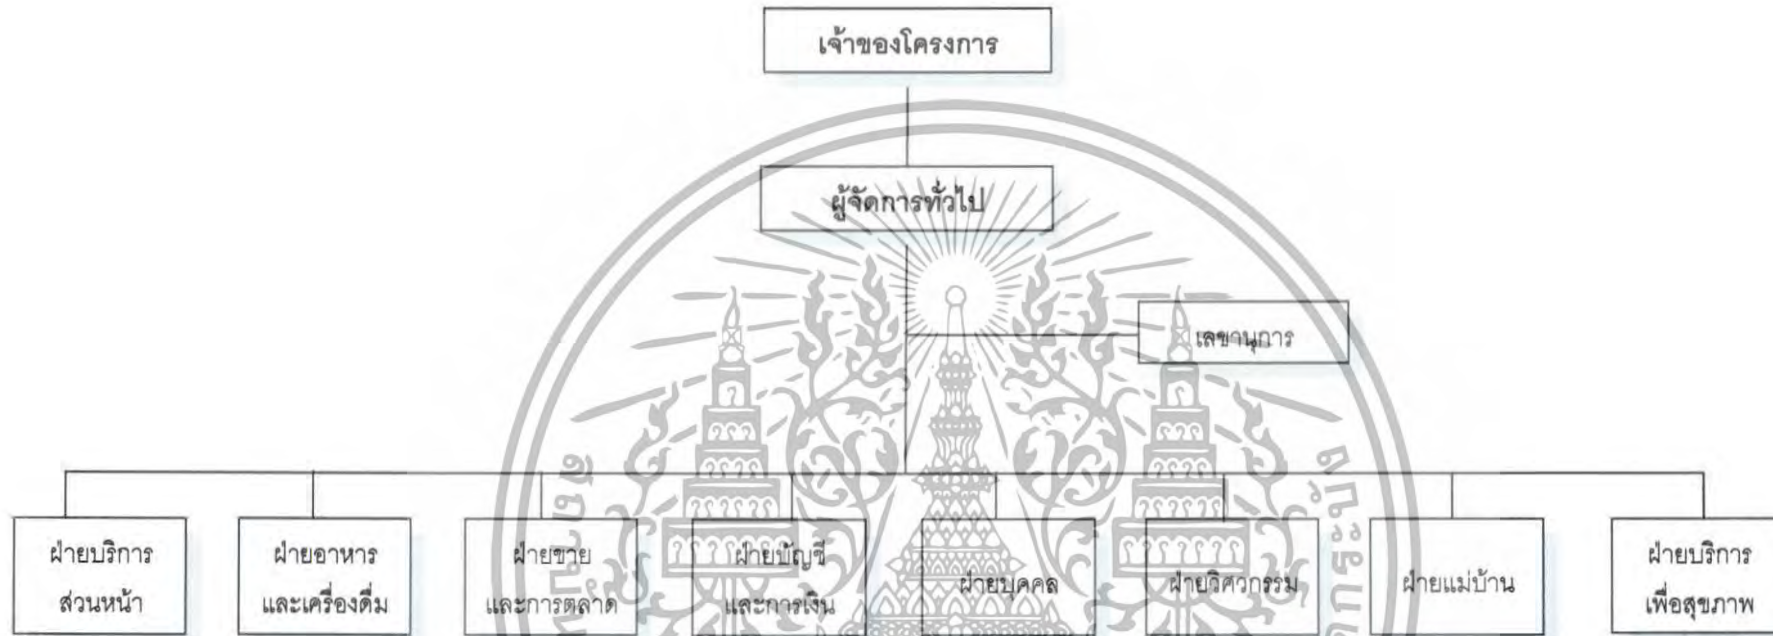 เจ้าของโครงการ
ผู้จัดการทั่วไป
เลขานุการ
ฝ่ายบริการ
ส่วนหน้า
ฝ่ายอาหาร
และเครื่องดื่ม
ฝ่ายขาย
และการตลาด
ฝ่ายบัญชี
และการเงิน
ฝ่ายบุคคล
ฝ่ายวิศวกรรม
ฝ่ายแม่บ้าน
ฝ่ายบริการ
เพื่อสุขภาพ